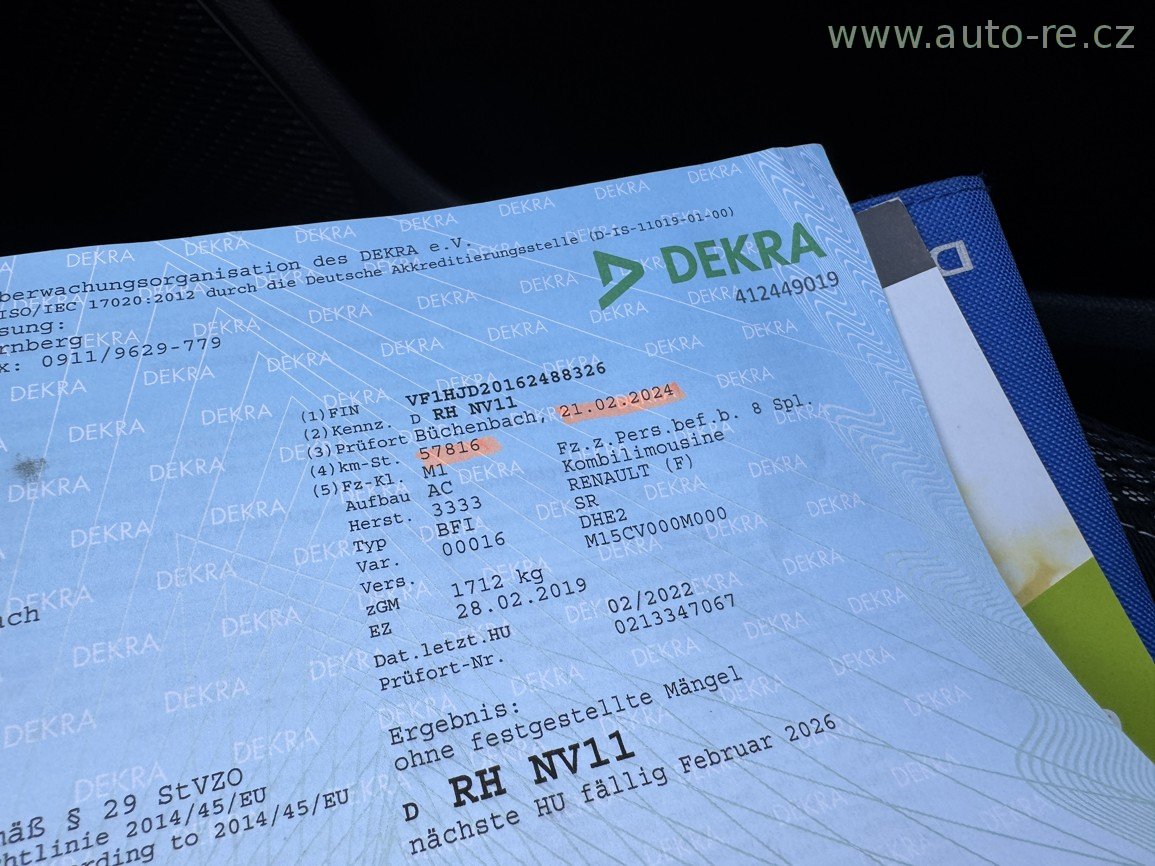 www.auto-re.cz
berwachungsorganisation des DEKRA e.V.
ISO/IEC 17020:2012 durch die Deutsche Akkreditierungsstelle (D-IS-11019-01-00)
DEKRA
412449019
sung:
rnberg
x: 0911/9629-779
(1) FIN VF1HJD20162488326
(2) Kennz. D RH NV11
(3) Prüfort Büchenbach, 21.02.2024
(4) km-St. 57816
(5) Fz-Kl. M1 Fz.z.Pers.bef.b. 8 Spl.
Aufbau AC Kombilimousine
Herst. 3333 RENAULT (F)
Typ BFI SR
Var. 00016 DHE2
Vers. M15CV000M000
zGM 1712 kg
EZ 28.02.2019
Dat.letzt.HU 02/2022
Prüfort-Nr. 0213347067
ach
Ergebnis:
ohne festgestellte Mängel
D RH NV11
nächste HU fällig Februar 2026
mäß § 29 StVZO
chtlinie 2014/45/EU
ording to 2014/45/EU